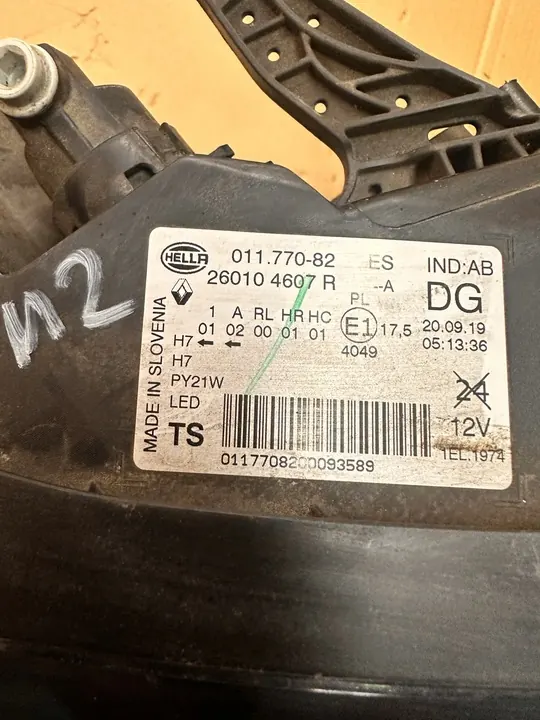 HELLA 011.770-82 ES IND:AB
26010 4607 R --A DG
PL
1 A RL HR HC E1 17,5 20.09.19
01 02 00 01 01 4049 05:13:36
H7 ← ←
H7
PY21W
LED
24
12V
TS
0117708200093589
1EL.1974
MADE IN SLOVENIA